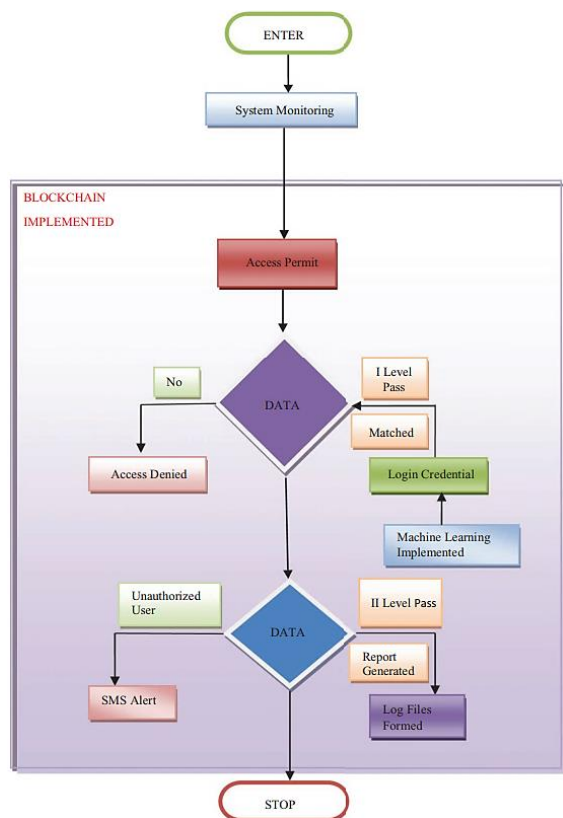 ENTER
System Monitoring
BLOCKCHAIN
IMPLEMENTED
Access Permit
No
DATA
I Level
Pass
Matched
Access Denied
Login Credential
Machine Learning
Implemented
Unauthorized
User
DATA
II Level Pass
Report
Generated
SMS Alert
Log Files
Formed
STOP